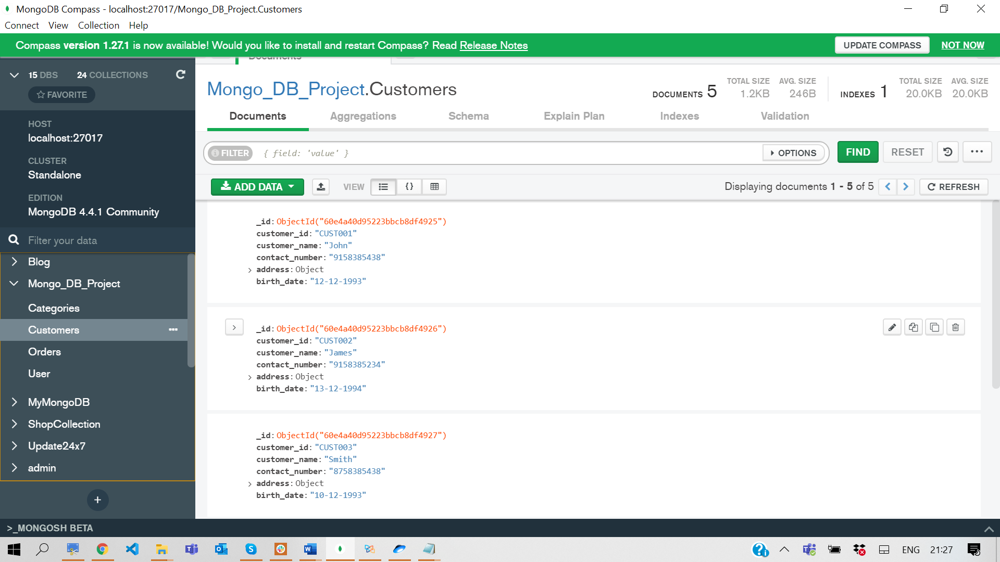 MongoDB Compass - localhost:27017/Mongo_DB_Project.Customers
Connect View Collection Help
Compass version 1.27.1 is now available! Would you like to install and restart Compass? Read Release Notes
UPDATE COMPASS
NOT NOW
15 DBS 24 COLLECTIONS
FAVORITE
HOST
localhost:27017
CLUSTER
Standalone
EDITION
MongoDB 4.4.1 Community
Filter your data
Blog
Mongo_DB_Project
Categories
Customers
Orders
User
MyMongoDB
ShopCollection
Update24x7
admin
Documents
Mongo_DB_Project.Customers
DOCUMENTS 5
TOTAL SIZE 1.2KB
AVG. SIZE 246B
INDEXES 1
TOTAL SIZE 20.0KB
AVG. SIZE 20.0KB
Documents Aggregations Schema Explain Plan Indexes Validation
FILTER { field: 'value' } OPTIONS FIND RESET
ADD DATA VIEW {} Displaying documents 1 - 5 of 5 REFRESH
_id: ObjectId("60e4a40d95223bbcb8df4925")
customer_id: "CUST001"
customer_name: "John"
contact_number: "9158385438"
address: Object
birth_date: "12-12-1993"
_id: ObjectId("60e4a40d95223bbcb8df4926")
customer_id: "CUST002"
customer_name: "James"
contact_number: "9158385234"
address: Object
birth_date: "13-12-1994"
_id: ObjectId("60e4a40d95223bbcb8df4927")
customer_id: "CUST003"
customer_name: "Smith"
contact_number: "8758385438"
address: Object
birth_date: "10-12-1993"
>_MONGOSH BETA
ENG 21:27